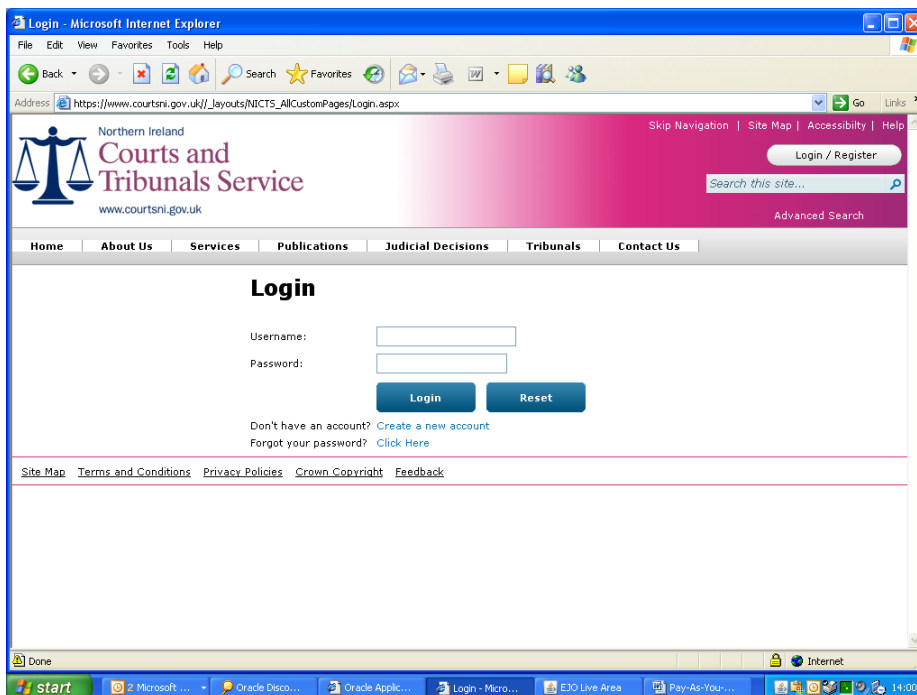 Login - Microsoft Internet Explorer
File Edit View Favorites Tools Help
Back Search Favorites
Address https://www.courtsni.gov.uk//_layouts/NICTS_AllCustomPages/Login.aspx Go Links
Skip Navigation | Site Map | Accessibilty | Help
Northern Ireland
Courts and
Tribunals Service
www.courtsni.gov.uk
Login / Register
Search this site...
Advanced Search
Home About Us Services Publications Judicial Decisions Tribunals Contact Us
Login
Username:
Password:
Login Reset
Don't have an account? Create a new account
Forgot your password? Click Here
Site Map Terms and Conditions Privacy Policies Crown Copyright Feedback
Done Internet
start 2 Microsoft ... Oracle Disco... Oracle Applic... Login - Micro... EJO Live Area Pay-As-You-... 14:06